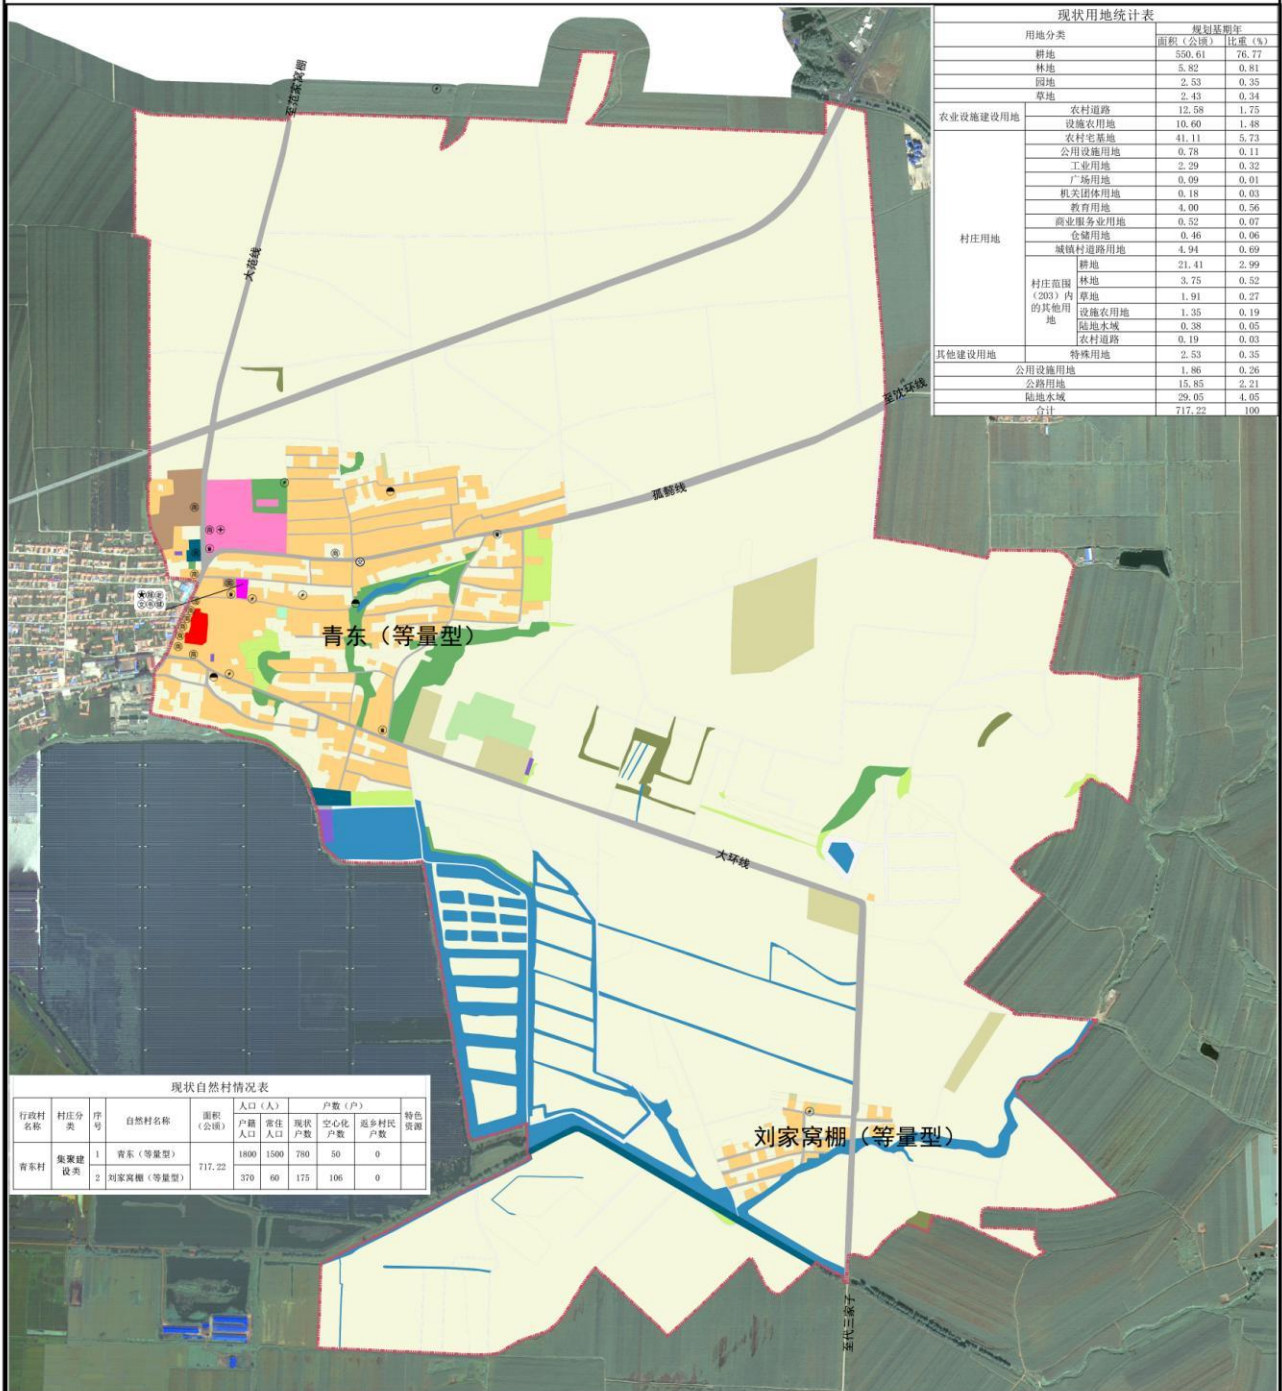 现状用地统计表
用地分类 规划基期年
面积（公顷） 比重（%）
耕地 550.61 76.77
林地 5.82 0.81
园地 2.53 0.35
草地 2.43 0.34
农业设施建设用地 农村道路 12.58 1.75
设施农用地 10.60 1.48
村庄用地 农村宅基地 41.11 5.73
公用设施用地 0.78 0.11
工业用地 2.29 0.32
广场用地 0.09 0.01
机关团体用地 0.18 0.03
教育用地 4.00 0.56
商业服务业用地 0.52 0.07
仓储用地 0.46 0.06
城镇村道路用地 4.94 0.69
村庄范围（203）内的其他用地 耕地 21.41 2.99
林地 3.75 0.52
草地 1.91 0.27
设施农用地 1.35 0.19
陆地水域 0.38 0.05
农村道路 0.19 0.03
其他建设用地 特殊用地 2.53 0.35
公用设施用地 1.86 0.26
公路用地 15.85 2.21
陆地水域 29.05 4.05
合计 717.22 100
至范家窝棚
大范线
至沈环线
孤懿线
青东（等量型）
大环线
刘家窝棚（等量型）
至代三家子
现状自然村情况表
行政村名称 村庄分类 序号 自然村名称 面积（公顷） 人口（人） 户数（户） 特色资源
户籍人口 常住人口 现状户数 空心化户数 返乡村民户数
青东村 集聚建设类 1 青东（等量型） 717.22 1800 1500 780 50 0
2 刘家窝棚（等量型） 370 60 175 106 0